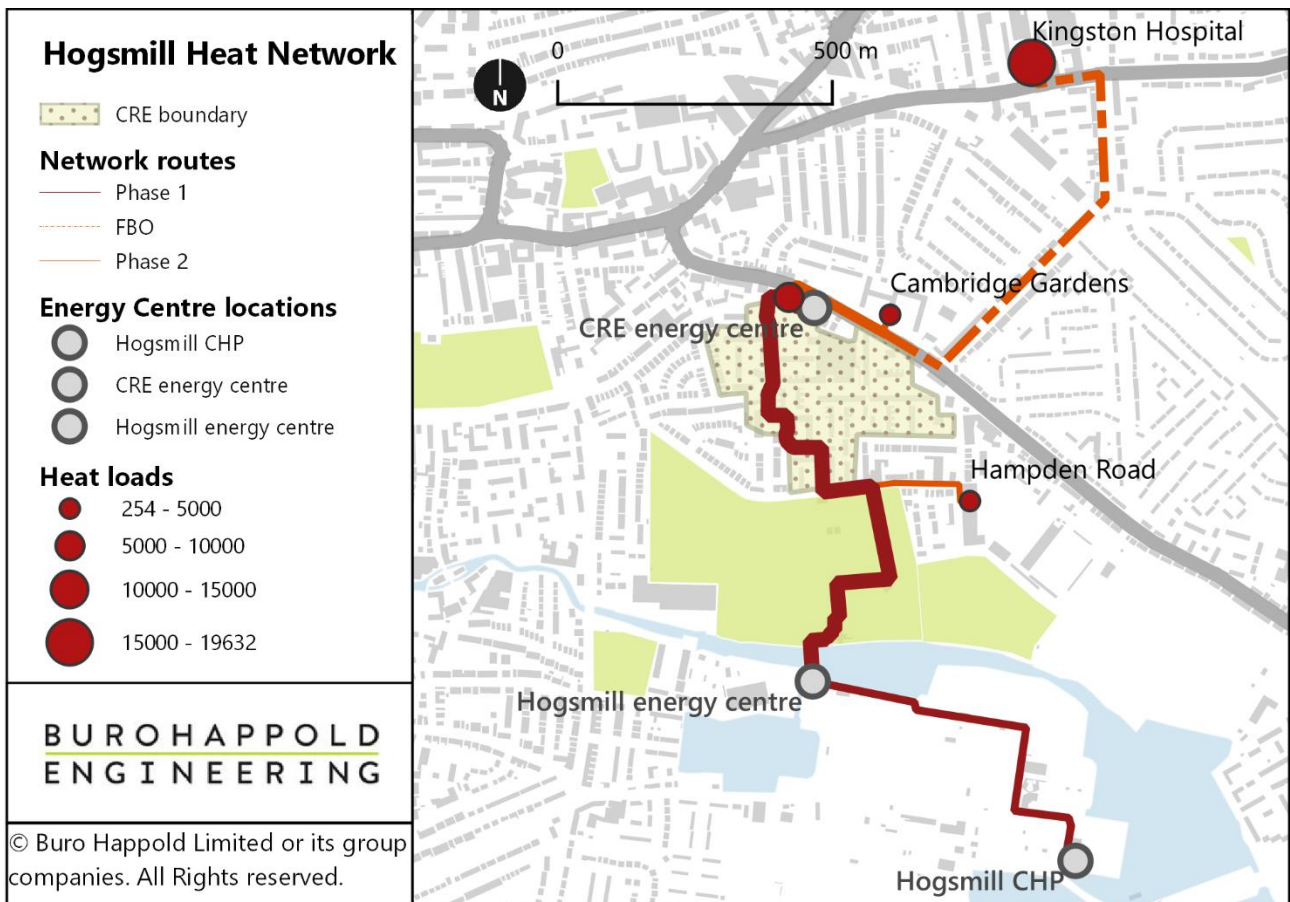 Hogsmill Heat Network
CRE boundary
Network routes
Phase 1
FBO
Phase 2
Energy Centre locations
Hogsmill CHP
CRE energy centre
Hogsmill energy centre
Heat loads
254 - 5000
5000 - 10000
10000 - 15000
15000 - 19632
BUROHAPPOLD
ENGINEERING
© Buro Happold Limited or its group
companies. All Rights reserved.
N
0 500 m
Kingston Hospital
Cambridge Gardens
CRE energy centre
Hampden Road
Hogsmill energy centre
Hogsmill CHP